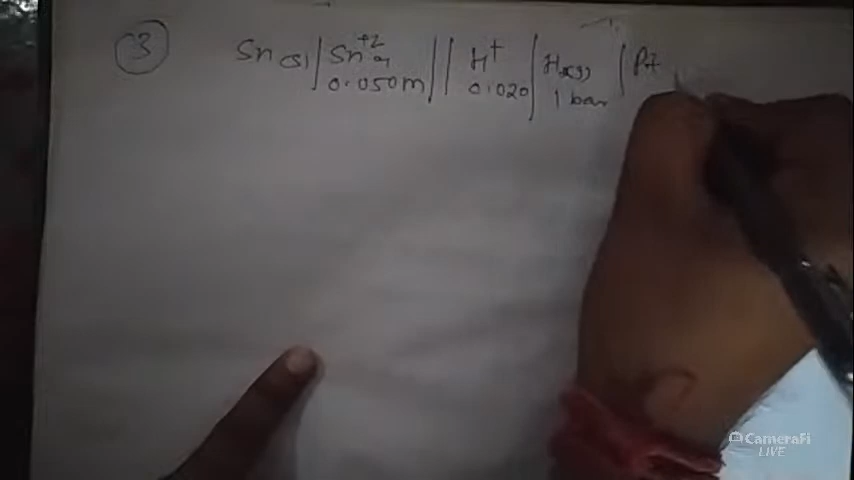 3 Sn(s) | Sn+2 aq || H+ | H2(g) | Pt
0.050m 0.020 1 bar
CameraFi
LIVE